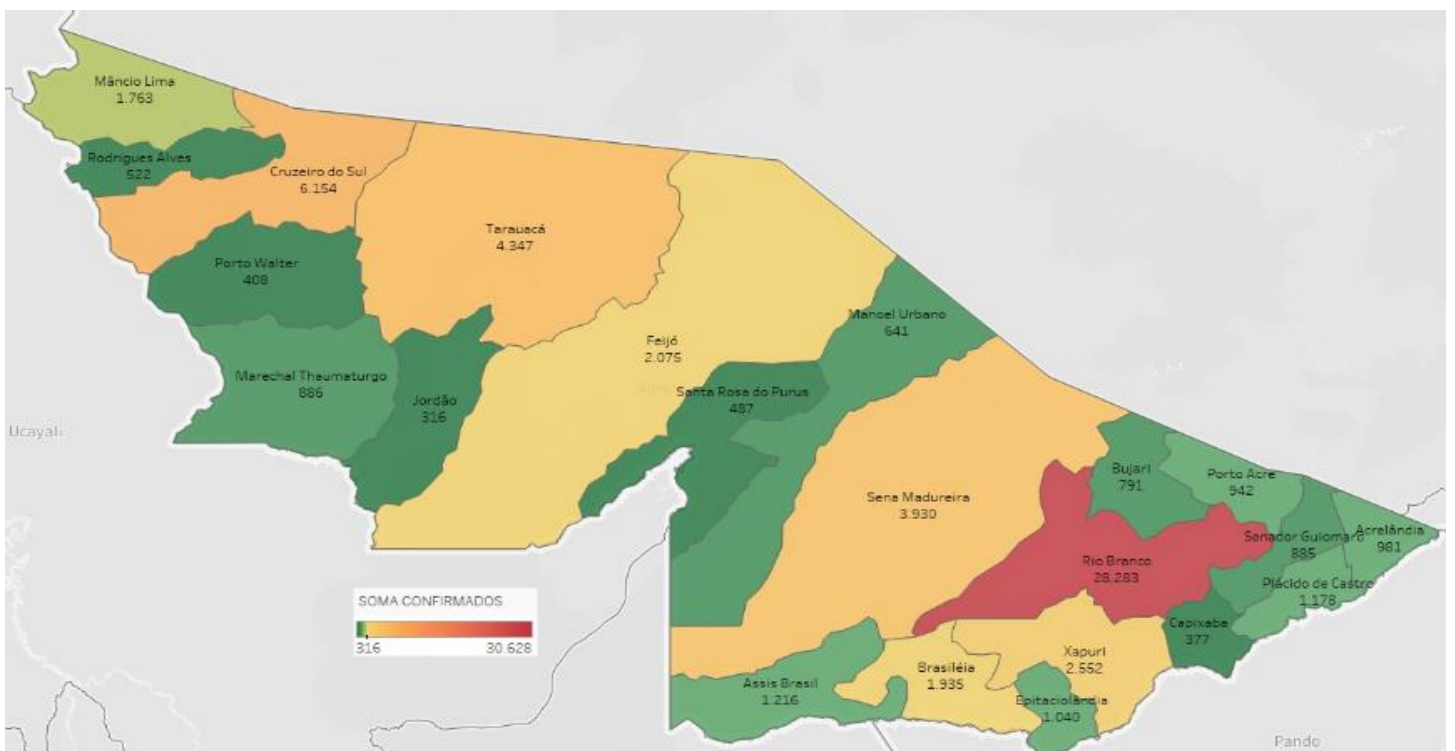 Mâncio Lima
1.763
Rodrigues Alves
522
Cruzeiro do Sul
6.154
Tarauacá
4.347
Porto Walter
408
Manoel Urbano
641
Feijó
2.075
Marechal Thaumaturgo
886
Jordão
316
Santa Rosa do Purus
487
Ucayali
Bujari
791
Porto Acre
942
Sena Madureira
3.930
Senador Guiomard
885
Acrelândia
981
Rio Branco
28.283
Plácido de Castro
1.178
SOMA CONFIRMADOS
316
30.628
Capixaba
377
Xapuri
2.552
Brasiléia
1.935
Assis Brasil
1.216
Epitaciolândia
1.040
Pando